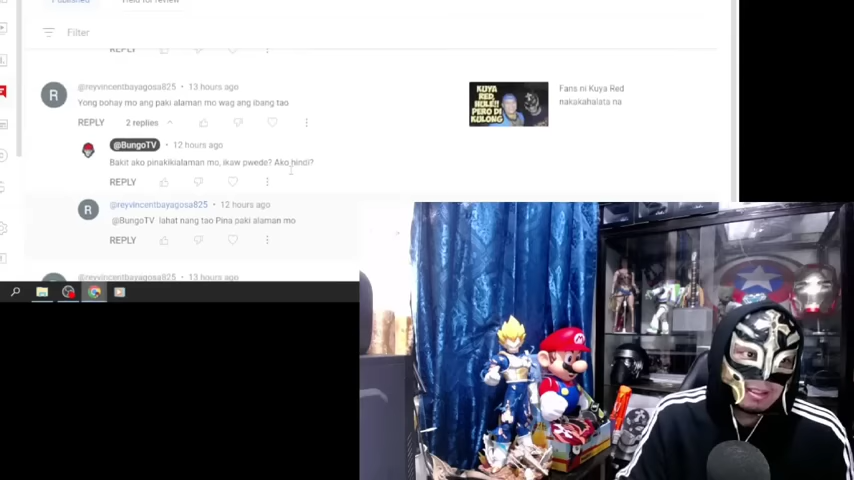 Published
Held for review
Filter
REPLY
@reyvincentbayagosa825 • 13 hours ago
Yong bohay mo ang paki alaman mo wag ang ibang tao
REPLY 2 replies
KUYA
RED,
HULE!!
PERO DI
KULONG
Fans ni Kuya Red
nakakahalata na
@BungoTV • 12 hours ago
Bakit ako pinakikialaman mo, ikaw pwede? Ako hindi?
REPLY
@reyvincentbayagosa825 • 12 hours ago
@BungoTV lahat nang tao Pina paki alaman mo
REPLY
@reyvincentbayagosa825 • 13 hours ago